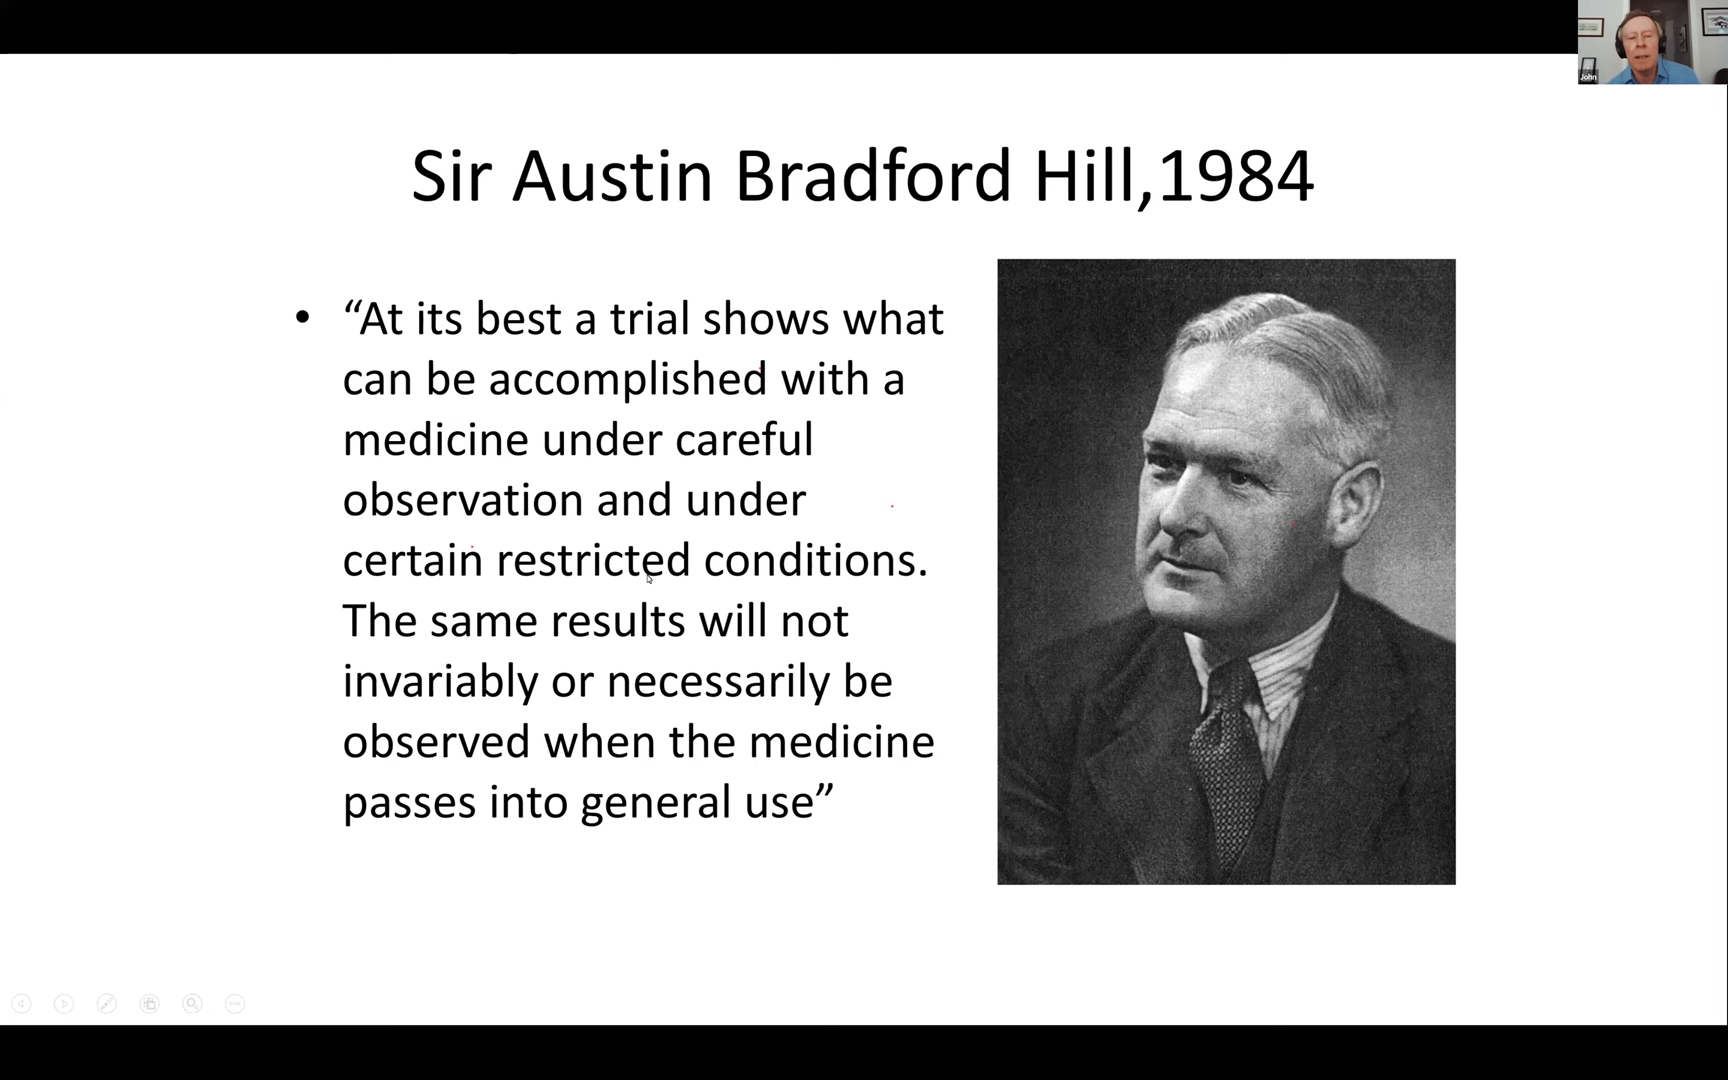 John
Sir Austin Bradford Hill,1984
• “At its best a trial shows what
can be accomplished with a
medicine under careful
observation and under
certain restricted conditions.
The same results will not
invariably or necessarily be
observed when the medicine
passes into general use”